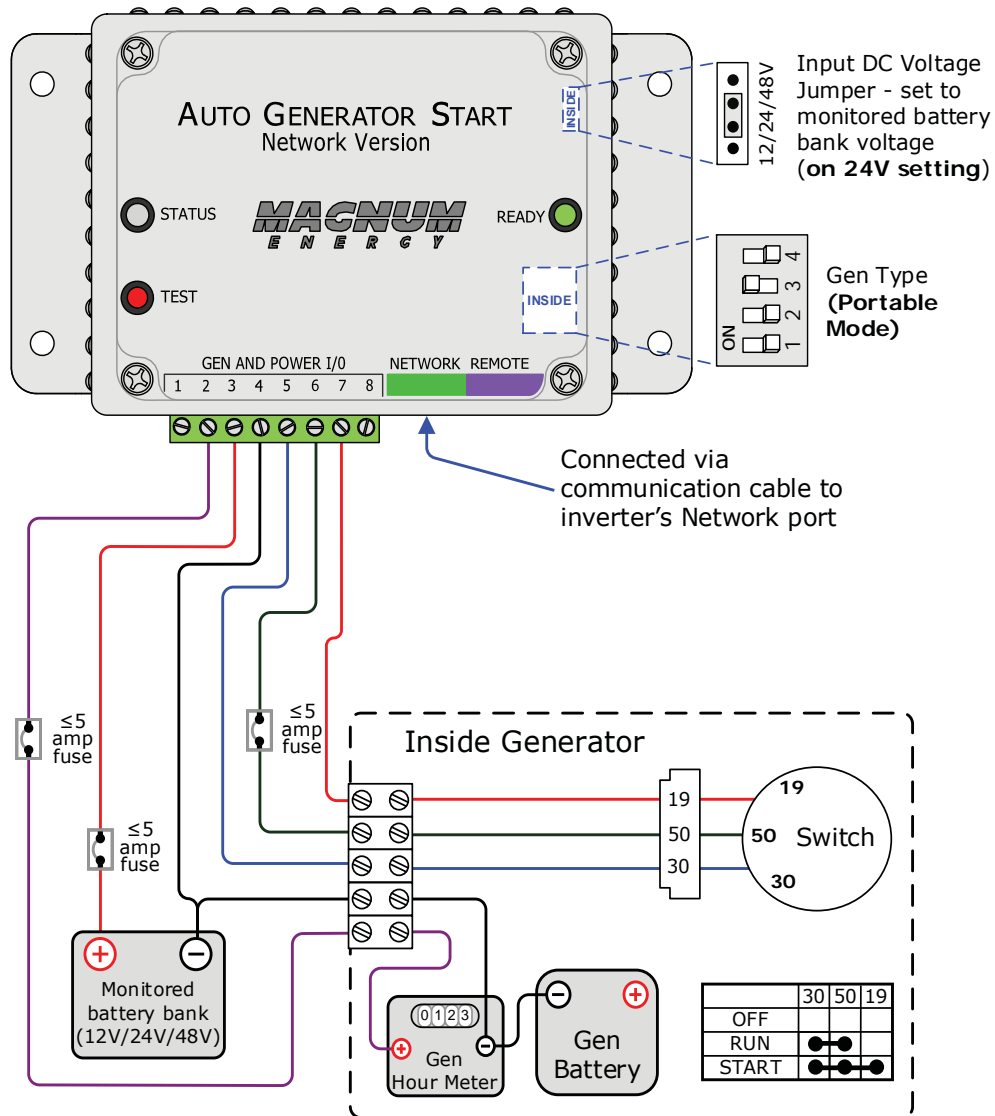 AUTO GENERATOR START
Network Version
INSIDE
12/24/48V
Input DC Voltage
Jumper - set to
monitored battery
bank voltage
(on 24V setting)
STATUS
MAGNUM
ENERGY
READY
TEST
INSIDE
ON
1
2
3
4
Gen Type
(Portable
Mode)
GEN AND POWER I/0
NETWORK
REMOTE
1 2 3 4 5 6 7 8
Connected via
communication cable to
inverter’s Network port
≤5
amp
fuse
≤5
amp
fuse
≤5
amp
fuse
Inside Generator
19
50
30
19
50
30
Switch
+
−
Monitored
battery bank
(12V/24V/48V)
0123
+
−
Gen
Hour Meter
−
+
Gen
Battery
30 50 19
OFF
RUN
START